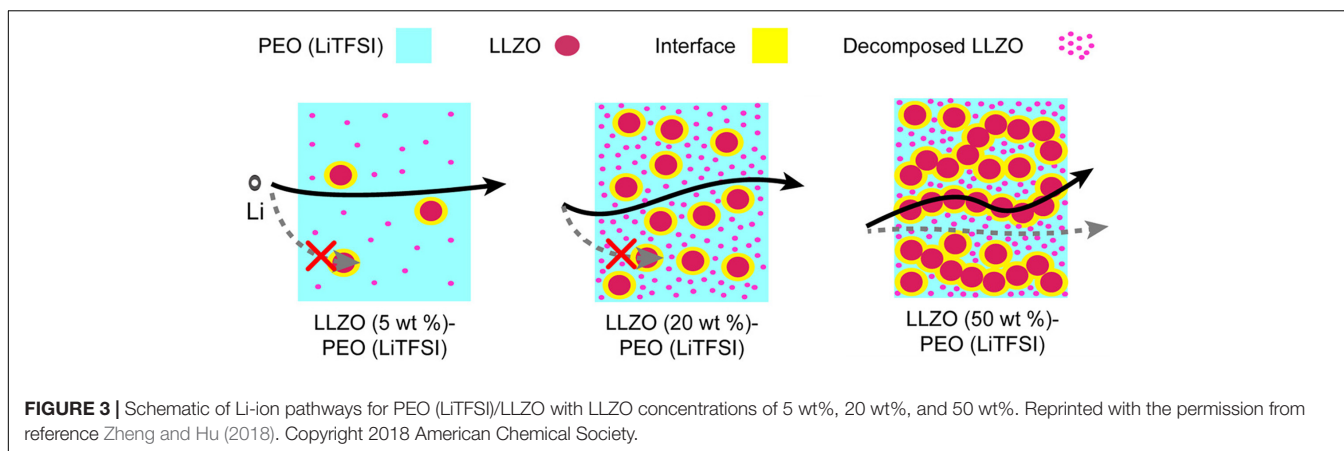 PEO (LiTFSI) LLZO Interface Decomposed LLZO
Li
LLZO (5 wt %)-
PEO (LiTFSI)
LLZO (20 wt %)-
PEO (LiTFSI)
LLZO (50 wt %)-
PEO (LiTFSI)
FIGURE 3 | Schematic of Li-ion pathways for PEO (LiTFSI)/LLZO with LLZO concentrations of 5 wt%, 20 wt%, and 50 wt%. Reprinted with the permission from
reference Zheng and Hu (2018). Copyright 2018 American Chemical Society.